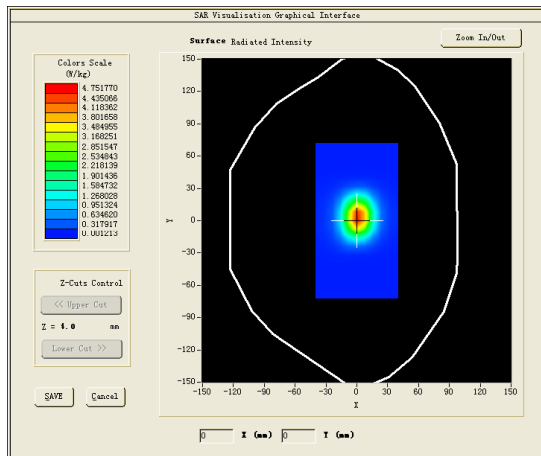 SAR Visualisation Graphical Interface
Surface Radiated Intensity
Zoom In/Out
Colors Scale
(W/kg)
4.751770
4.435066
4.118362
3.801658
3.484955
3.168251
2.851547
2.534843
2.218139
1.901436
1.584732
1.268028
0.951324
0.634620
0.317917
0.001213
150
120
90
60
30
0
-30
-60
-90
-120
-150
Y
-150 -120 -90 -60 -30 0 30 60 90 120 150
X
Z-Cuts Control
<< Upper Cut
Z = 4.0 mm
Lower Cut >>
SAVE Cancel
0 X (mm) 0 Y (mm)